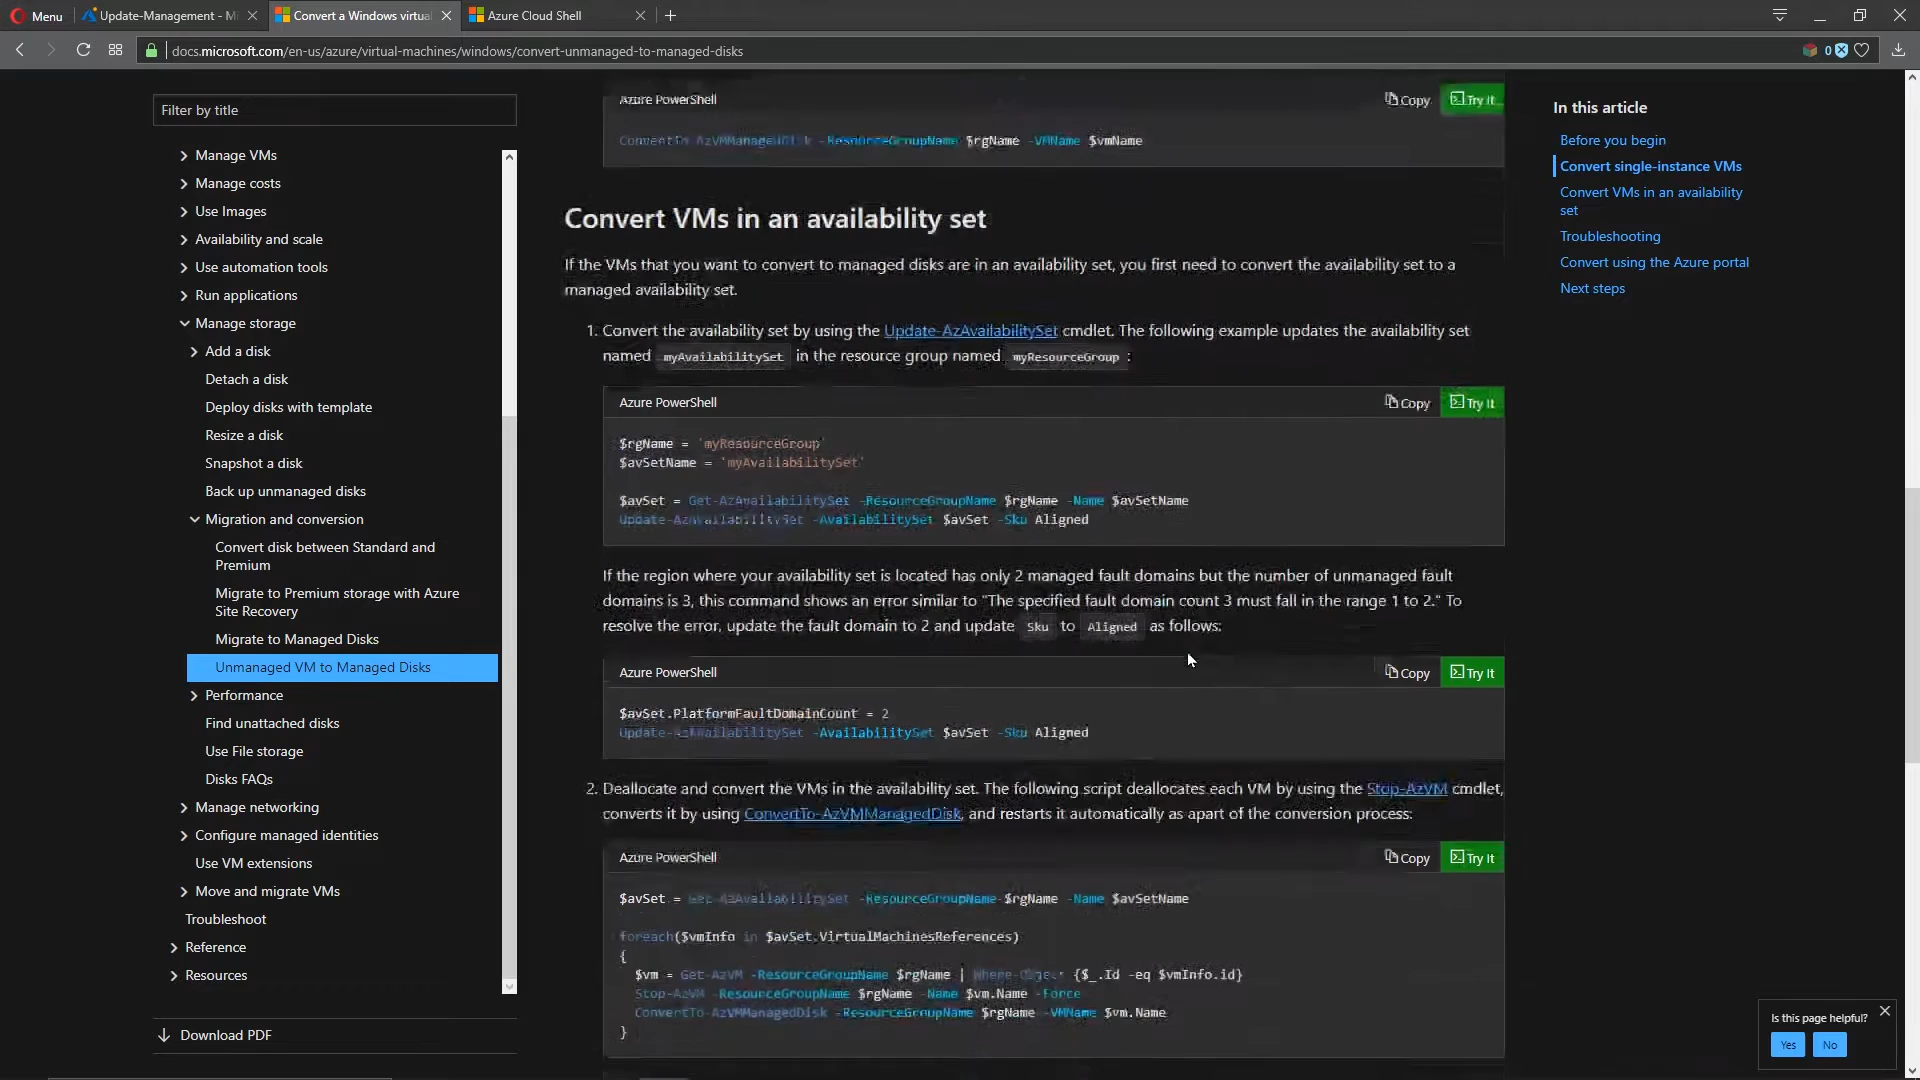 Menu
Update-Management - M
Convert a Windows virtual
Azure Cloud Shell
docs.microsoft.com/en-us/azure/virtual-machines/windows/convert-unmanaged-to-managed-disks
0
Filter by title
Manage VMs
Manage costs
Use Images
Availability and scale
Use automation tools
Run applications
Manage storage
Add a disk
Detach a disk
Deploy disks with template
Resize a disk
Snapshot a disk
Back up unmanaged disks
Migration and conversion
Convert disk between Standard and
Premium
Migrate to Premium storage with Azure
Site Recovery
Migrate to Managed Disks
Unmanaged VM to Managed Disks
Performance
Find unattached disks
Use File storage
Disks FAQs
Manage networking
Configure managed identities
Use VM extensions
Move and migrate VMs
Troubleshoot
Reference
Resources
Download PDF
Azure PowerShell
Copy
Try It
ConvertTo-AzVMManagedDisk -ResourceGroupName $rgName -VMName $vmName
Convert VMs in an availability set
If the VMs that you want to convert to managed disks are in an availability set, you first need to convert the availability set to a
managed availability set.
1. Convert the availability set by using the Update-AzAvailabilitySet cmdlet. The following example updates the availability set
named myAvailabilitySet in the resource group named myResourceGroup :
Azure PowerShell
Copy
Try It
$rgName = 'myResourceGroup'
$avSetName = 'myAvailabilitySet'
$avSet = Get-AzAvailabilitySet -ResourceGroupName $rgName -Name $avSetName
Update-AzAvailabilitySet -AvailabilitySet $avSet -Sku Aligned
If the region where your availability set is located has only 2 managed fault domains but the number of unmanaged fault
domains is 3, this command shows an error similar to "The specified fault domain count 3 must fall in the range 1 to 2." To
resolve the error, update the fault domain to 2 and update Sku to Aligned as follows:
Azure PowerShell
Copy
Try It
$avSet.PlatformFaultDomainCount = 2
Update-AzAvailabilitySet -AvailabilitySet $avSet -Sku Aligned
2. Deallocate and convert the VMs in the availability set. The following script deallocates each VM by using the Stop-AzVM cmdlet,
converts it by using ConvertTo-AzVMManagedDisk, and restarts it automatically as apart of the conversion process:
Azure PowerShell
Copy
Try It
$avSet = Get-AzAvailabilitySet -ResourceGroupName $rgName -Name $avSetName
foreach($vmInfo in $avSet.VirtualMachinesReferences)
{
$vm = Get-AzVM -ResourceGroupName $rgName | Where-Object {$_.Id -eq $vmInfo.id}
Stop-AzVM -ResourceGroupName $rgName -Name $vm.Name -Force
ConvertTo-AzVMManagedDisk -ResourceGroupName $rgName -VMName $vm.Name
}
In this article
Before you begin
Convert single-instance VMs
Convert VMs in an availability
set
Troubleshooting
Convert using the Azure portal
Next steps
Is this page helpful?
Yes
No